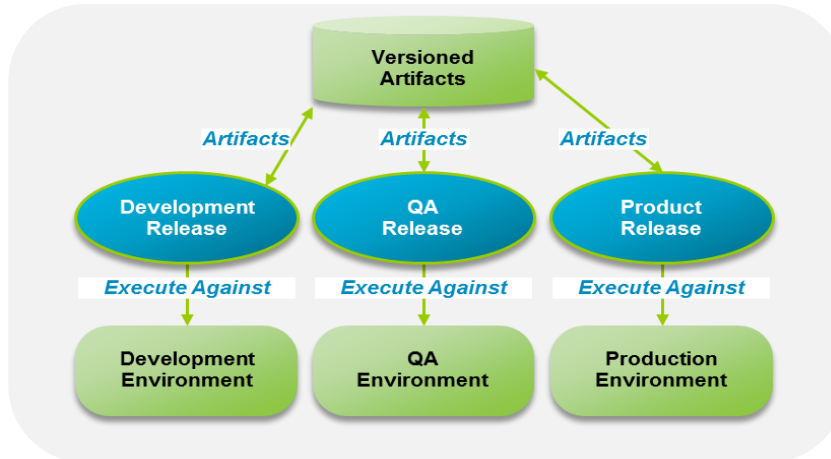 Versioned
Artifacts
Artifacts
Artifacts
Artifacts
Development
Release
QA
Release
Product
Release
Execute Against
Execute Against
Execute Against
Development
Environment
QA
Environment
Production
Environment